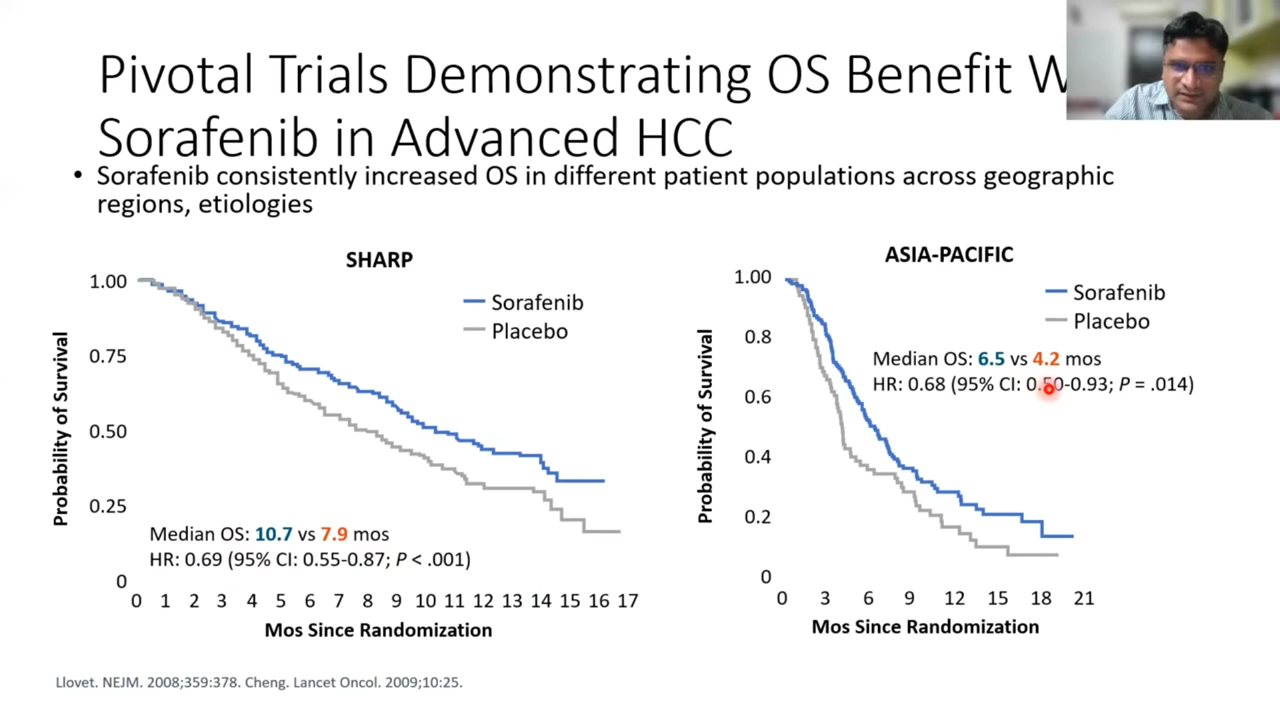 Pivotal Trials Demonstrating OS Benefit W
Sorafenib in Advanced HCC
• Sorafenib consistently increased OS in different patient populations across geographic
regions, etiologies
SHARP
Probability of Survival
1.00
0.75
0.50
0.25
0
Sorafenib
Placebo
Median OS: 10.7 vs 7.9 mos
HR: 0.69 (95% CI: 0.55-0.87; P < .001)
0 1 2 3 4 5 6 7 8 9 10 11 12 13 14 15 16 17
Mos Since Randomization
ASIA-PACIFIC
Probability of Survival
1.00
0.8
0.6
0.4
0.2
0
Sorafenib
Placebo
Median OS: 6.5 vs 4.2 mos
HR: 0.68 (95% CI: 0.50-0.93; P = .014)
0 3 6 9 12 15 18 21
Mos Since Randomization
Llovet. NEJM. 2008;359:378. Cheng. Lancet Oncol. 2009;10:25.